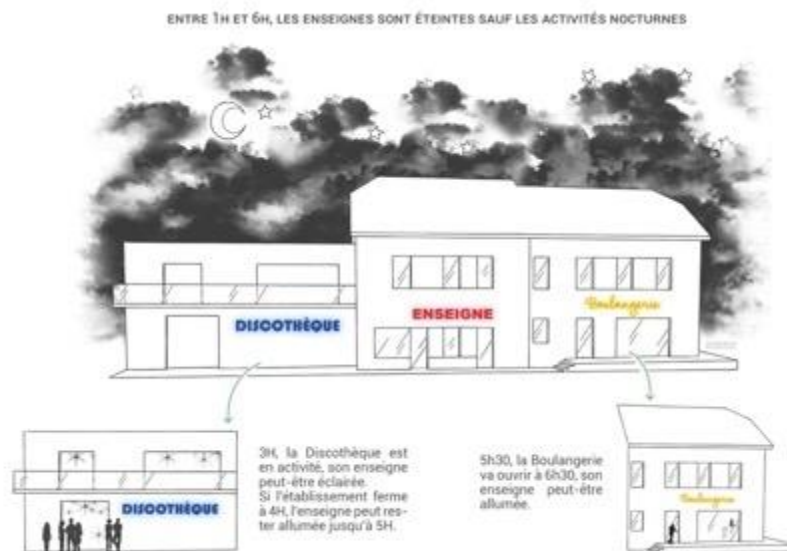 ENTRE 1H ET 6H, LES ENSEIGNES SONT ÉTEINTES SAUF LES ACTIVITÉS NOCTURNES
DISCOTHÈQUE
ENSEIGNE
Boulangerie
3H, la Discothèque est
en activité, son enseigne
peut-être éclairée.
Si l'établissement ferme
à 4H, l'enseigne peut res-
ter allumée jusqu'à 5H.
DISCOTHÈQUE
5h30, la Boulangerie
va ouvrir à 6h30, son
enseigne peut-être
allumée.
Boulangerie